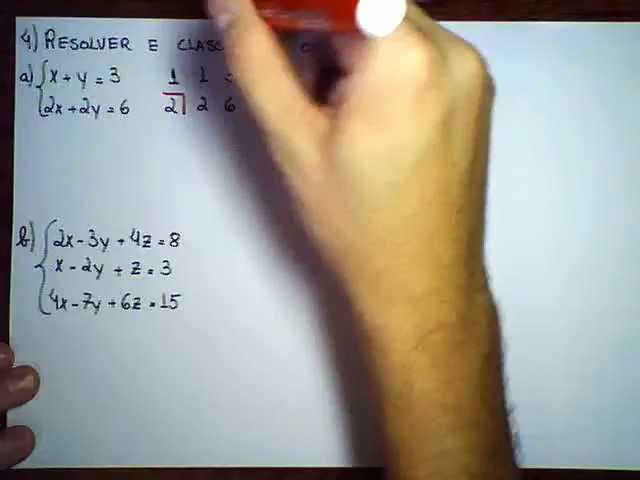 4) RESOLVER E
a) x + y = 3 1 1
2x + 2y = 6 2 2 6
b) 2x - 3y + 4z = 8
x - 2y + z = 3
4x - 7y + 6z = 15